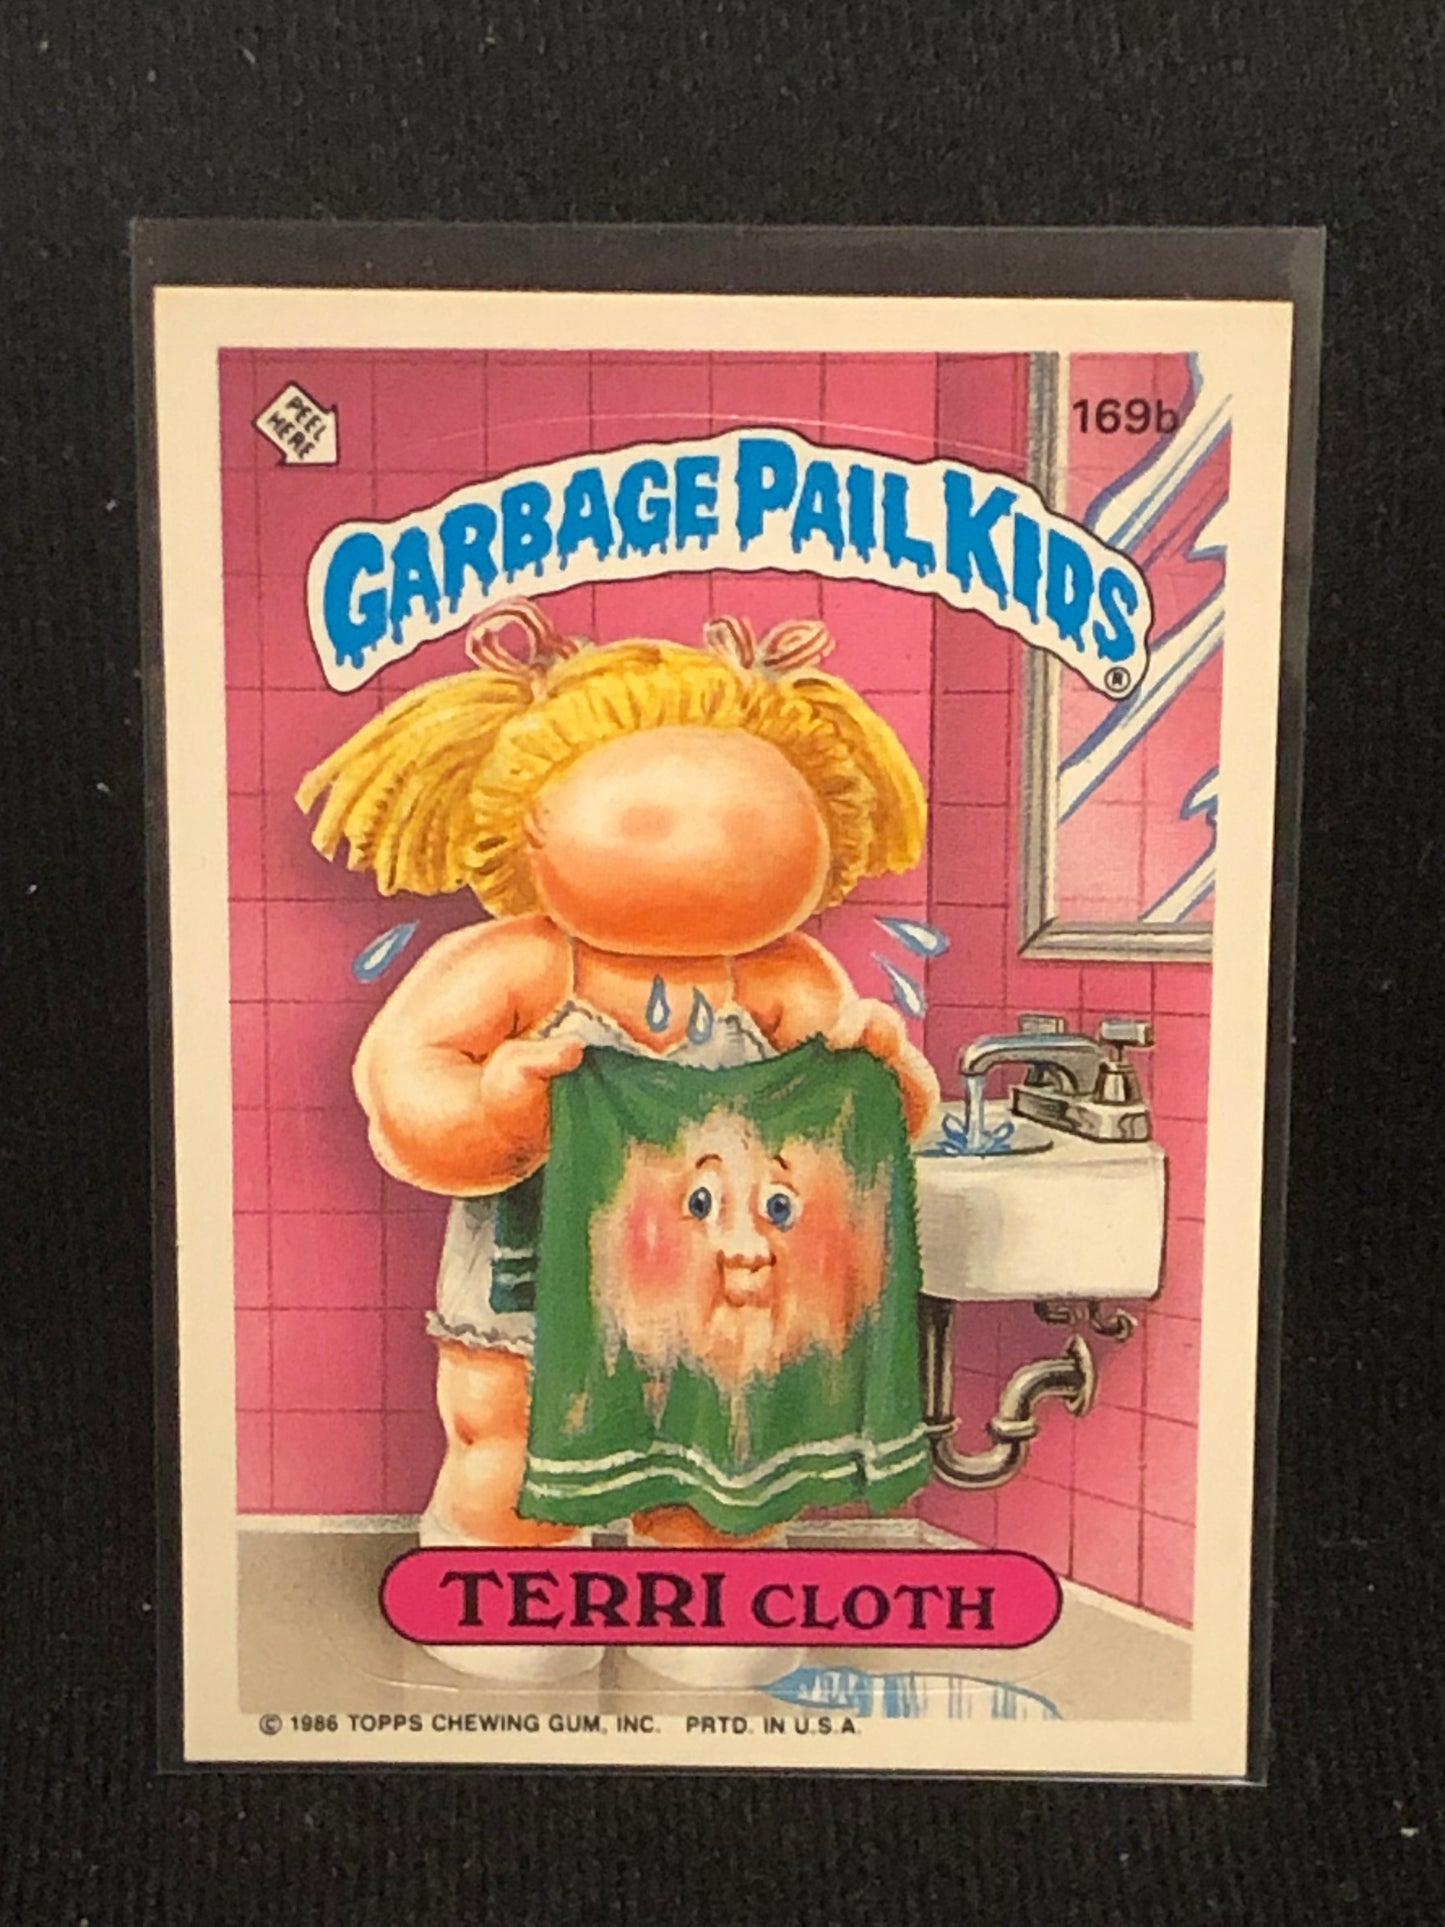 PEEL
HERE
169b
GARBAGE PAIL KIDS
®
TERRI CLOTH
© 1986 TOPPS CHEWING GUM, INC. PRTD. IN U.S.A.